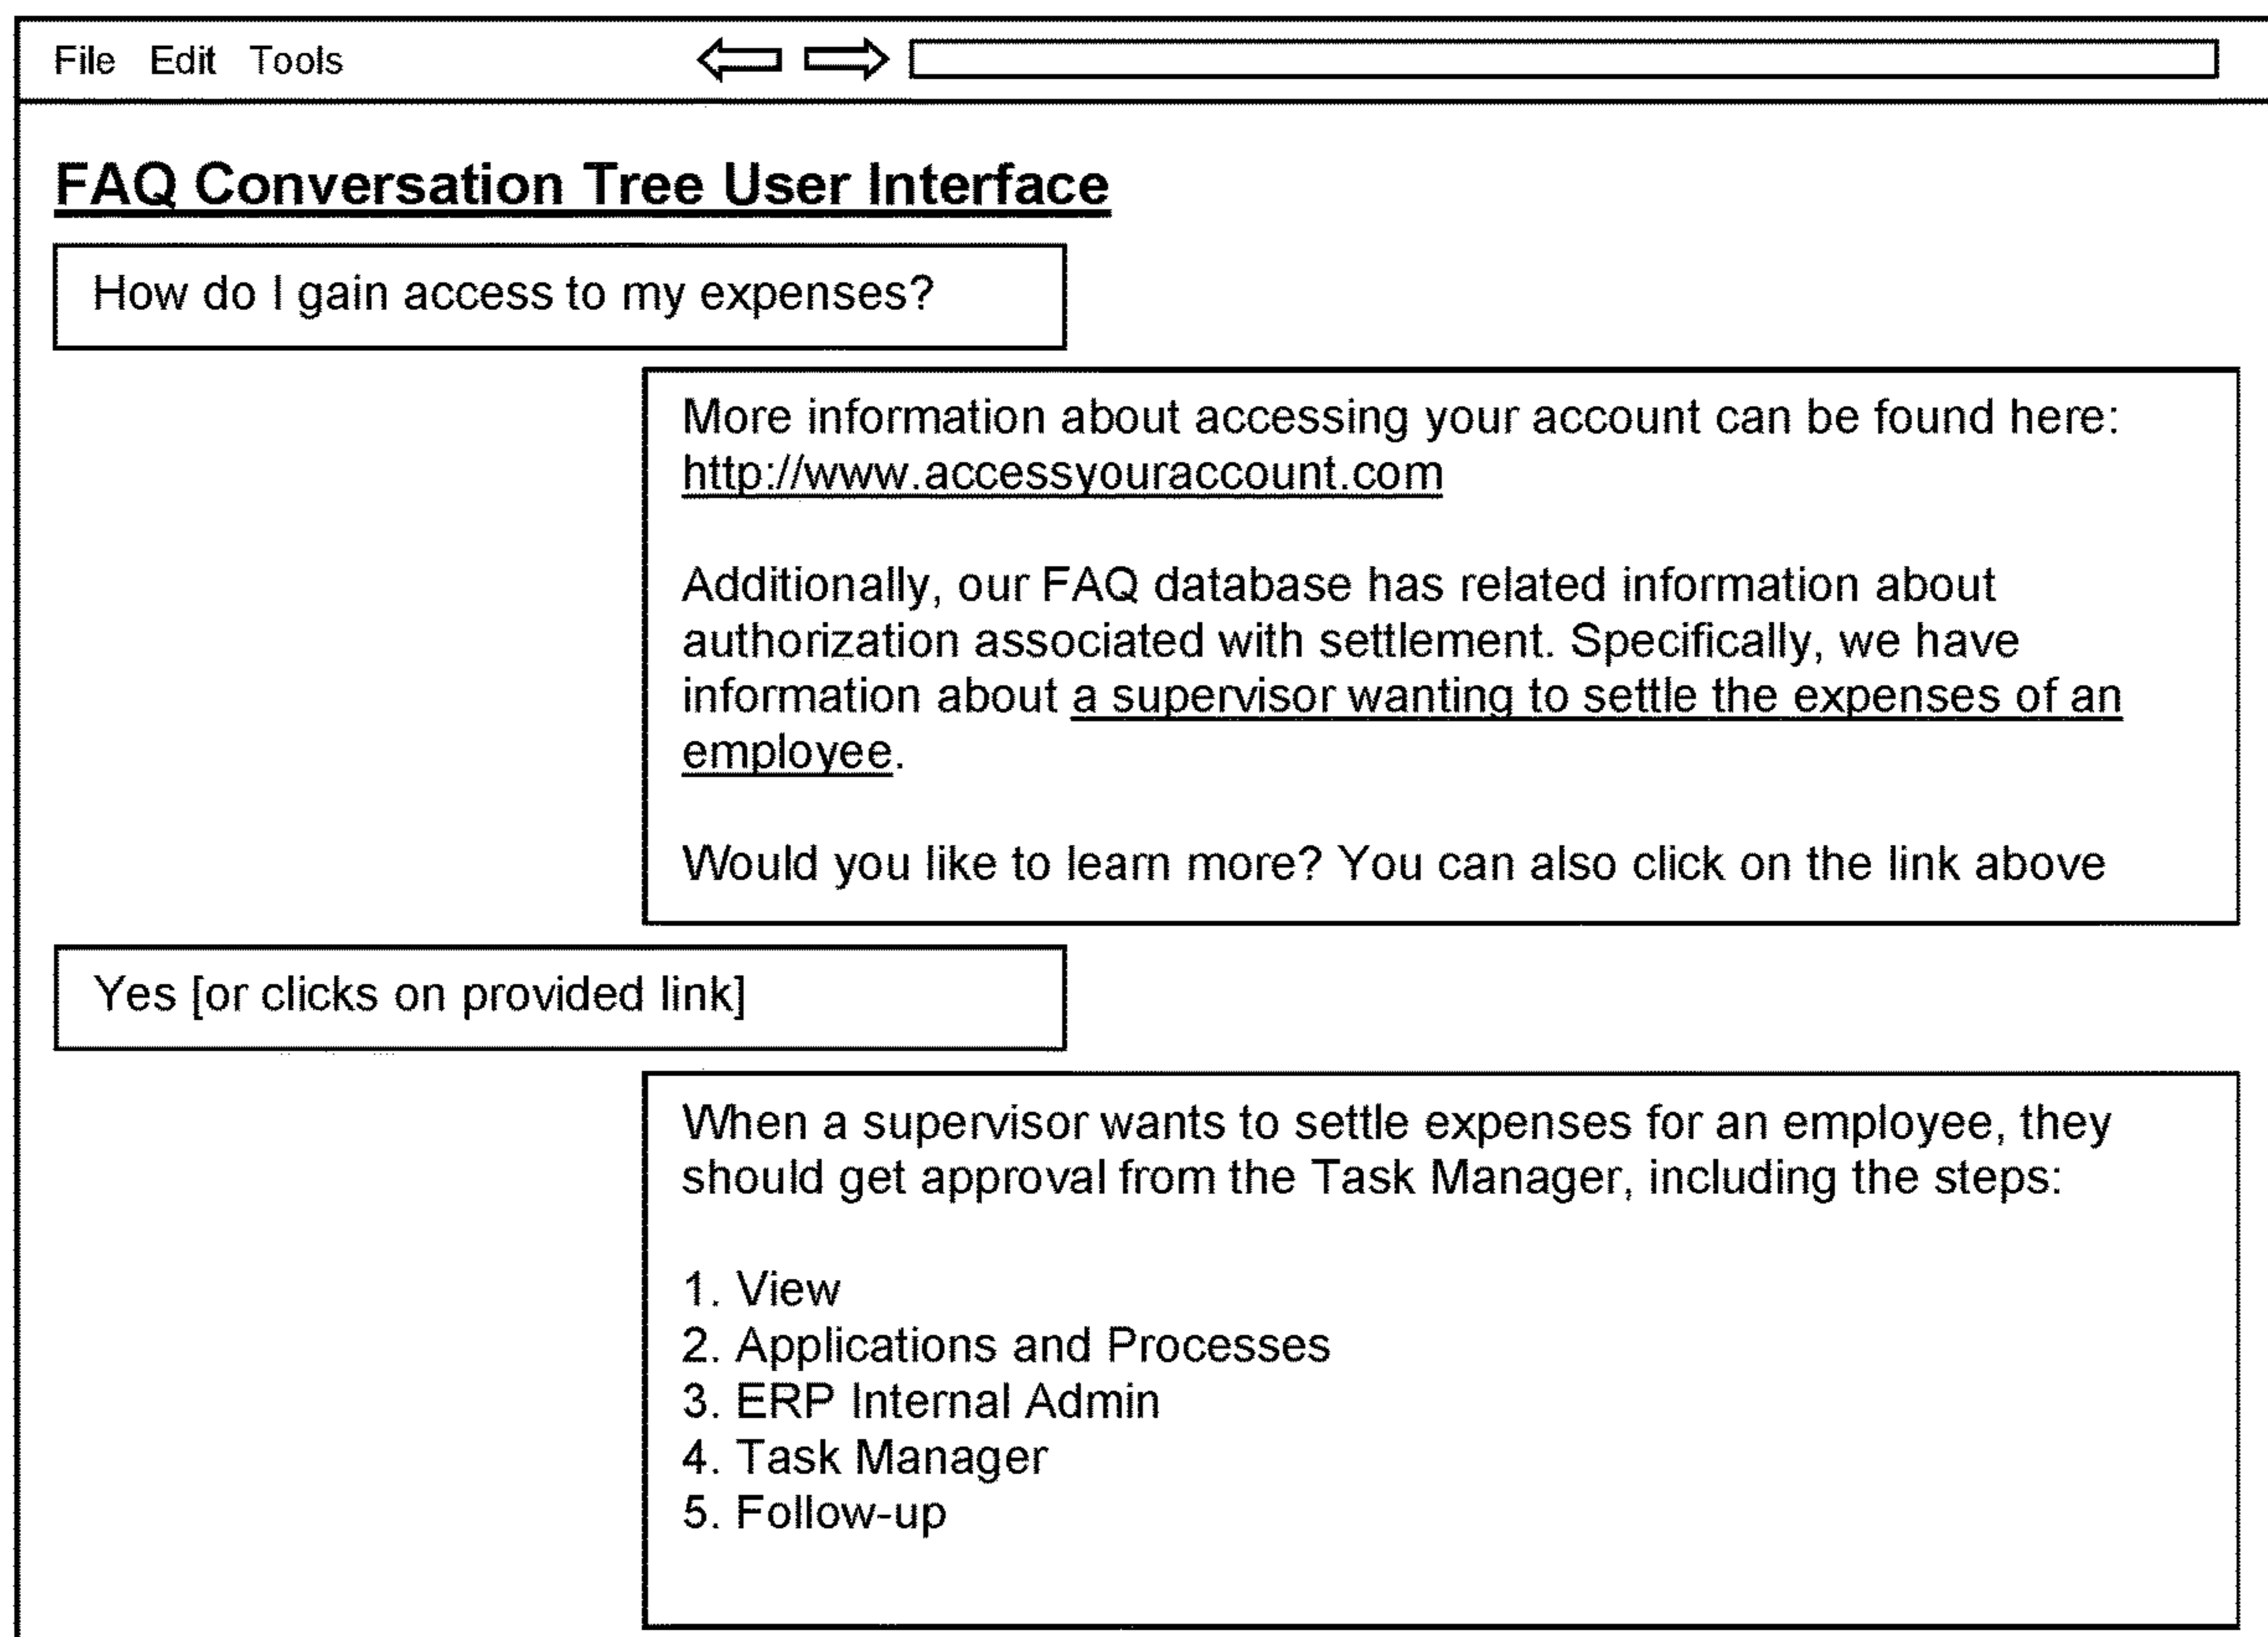 File Edit Tools
FAQ Conversation Tree User Interface
How do I gain access to my expenses?
More information about accessing your account can be found here:
http://www.accessyouraccount.com
Additionally, our FAQ database has related information about
authorization associated with settlement. Specifically, we have
information about a supervisor wanting to settle the expenses of an
employee.
Would you like to learn more? You can also click on the link above
Yes [or clicks on provided link]
When a supervisor wants to settle expenses for an employee, they
should get approval from the Task Manager, including the steps:
1. View
2. Applications and Processes
3. ERP Internal Admin
4. Task Manager
5. Follow-up